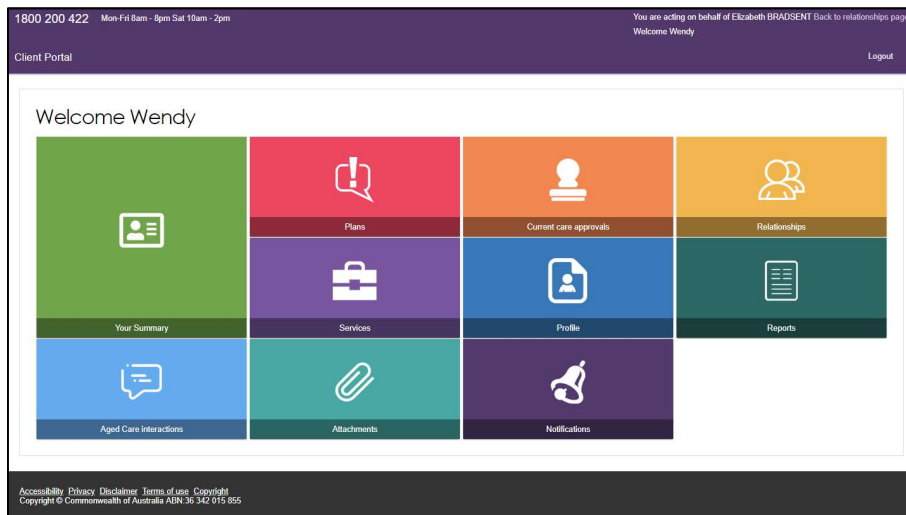 1800 200 422 Mon-Fri 8am - 8pm Sat 10am - 2pm
You are acting on behalf of Elizabeth BRADSENT Back to relationships page
Welcome Wendy
Client Portal
Logout
Welcome Wendy
Plans
Current care approvals
Relationships
Your Summary
Services
Profile
Reports
Aged Care interactions
Attachments
Notifications
Accessibility Privacy Disclaimer Terms of use Copyright
Copyright © Commonwealth of Australia ABN: 36 342 015 855